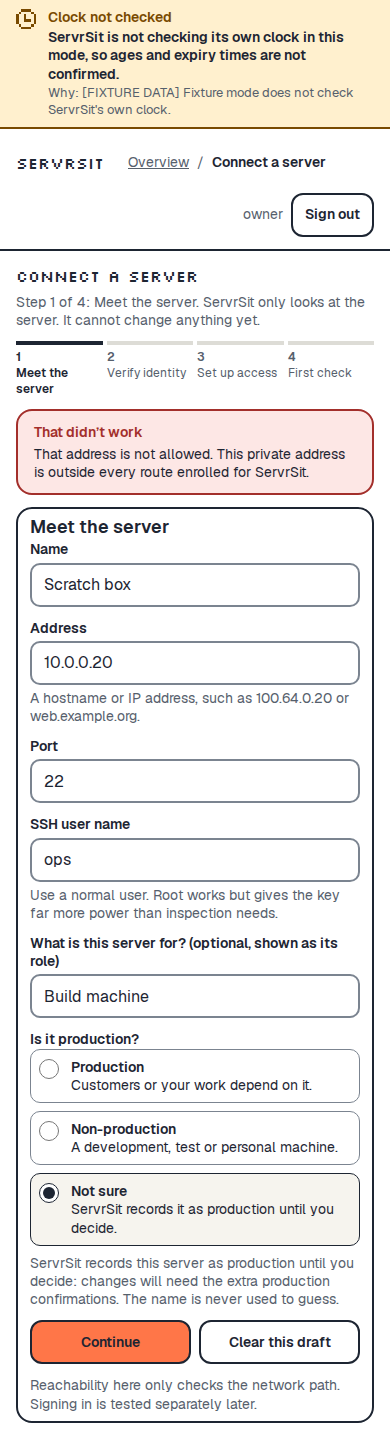 Clock not checked
ServrSit is not checking its own clock in this
mode, so ages and expiry times are not
confirmed.
Why: [FIXTURE DATA] Fixture mode does not check
ServrSit's own clock.
SERVRSIT
Overview / Connect a server
owner
Sign out
CONNECT A SERVER
Step 1 of 4: Meet the server. ServrSit only looks at the
server. It cannot change anything yet.
1
Meet the
server
2
Verify identity
3
Set up access
4
First check
That didn't work
That address is not allowed. This private address
is outside every route enrolled for ServrSit.
Meet the server
Name
Scratch box
Address
10.0.0.20
A hostname or IP address, such as 100.64.0.20 or
web.example.org.
Port
22
SSH user name
ops
Use a normal user. Root works but gives the key
far more power than inspection needs.
What is this server for? (optional, shown as its
role)
Build machine
Is it production?
Production
Customers or your work depend on it.
Non-production
A development, test or personal machine.
Not sure
ServrSit records it as production until you
decide.
ServrSit records this server as production until you
decide: changes will need the extra production
confirmations. The name is never used to guess.
Continue
Clear this draft
Reachability here only checks the network path.
Signing in is tested separately later.